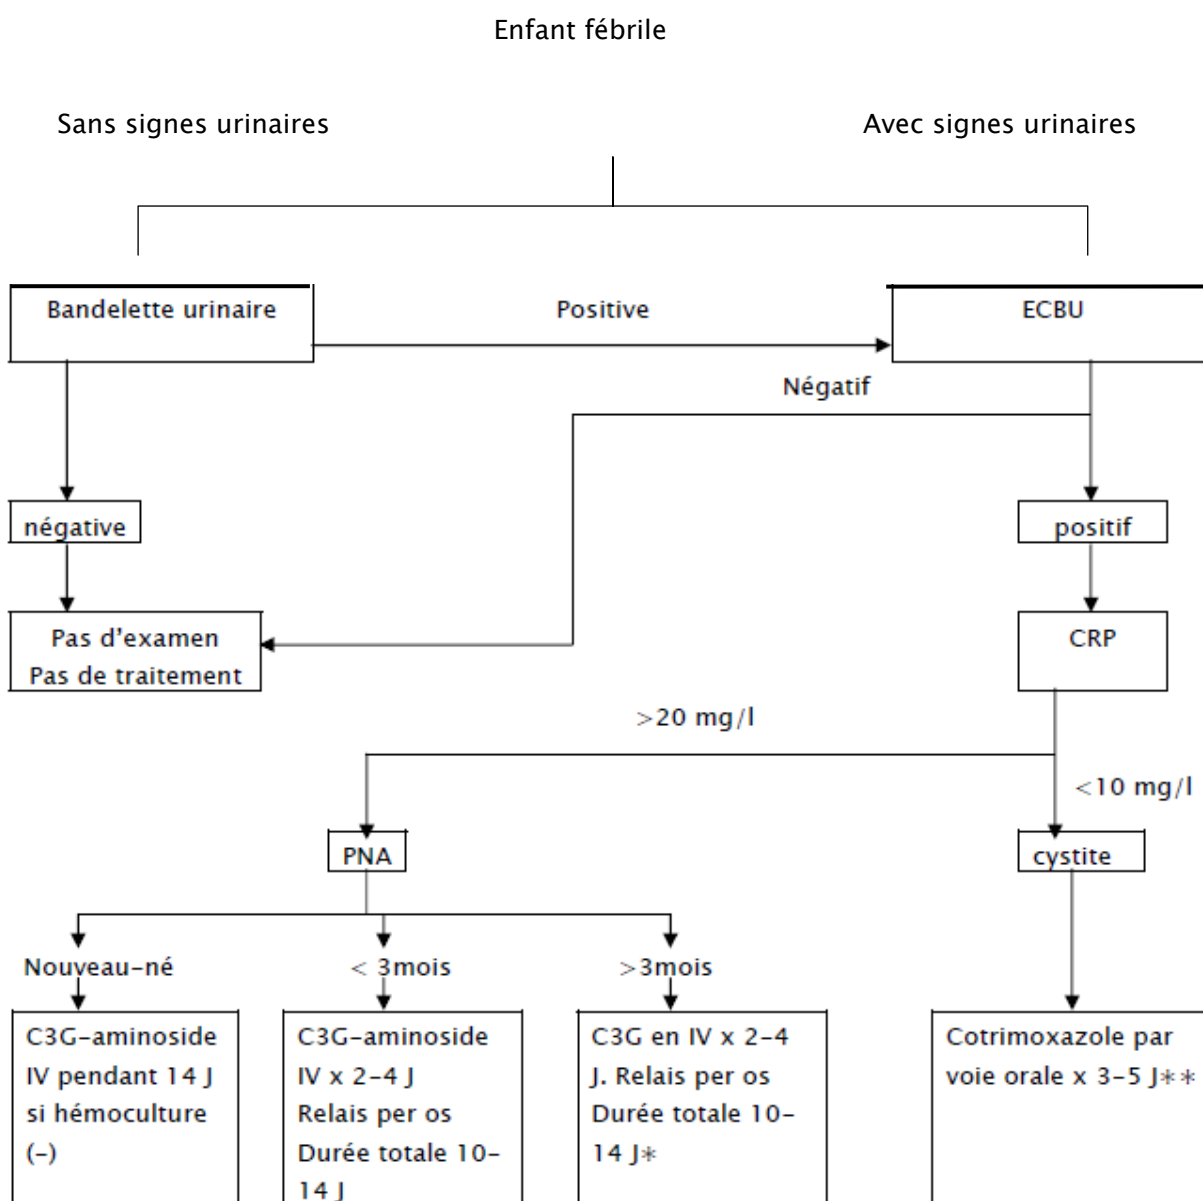 Enfant fébrile
Sans signes urinaires
Avec signes urinaires
Bandelette urinaire
Positive
ECBU
Négatif
négative
positif
Pas d'examen
Pas de traitement
CRP
>20 mg/l
<10 mg/l
PNA
cystite
Nouveau-né
< 3mois
>3mois
C3G-aminoside
IV pendant 14 J
si hémoculture
(-)
C3G-aminoside
IV x 2-4 J
Relais per os
Durée totale 10-
14 J
C3G en IV x 2-4
J. Relais per os
Durée totale 10-
14 J*
Cotrimoxazole par
voie orale x 3-5 J**